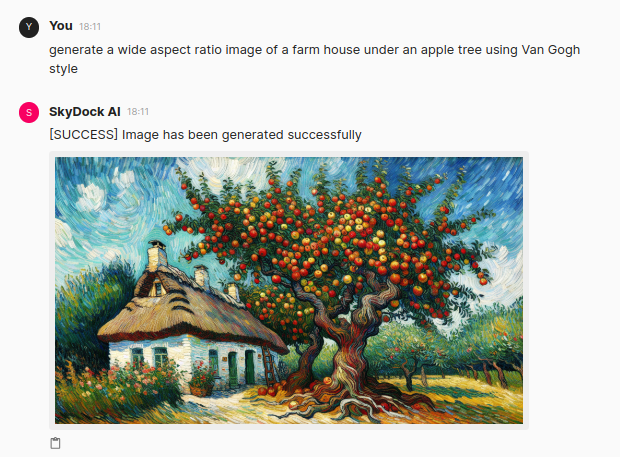 Y You 18:11
generate a wide aspect ratio image of a farm house under an apple tree using Van Gogh
style
S SkyDock AI 18:11
[SUCCESS] Image has been generated successfully